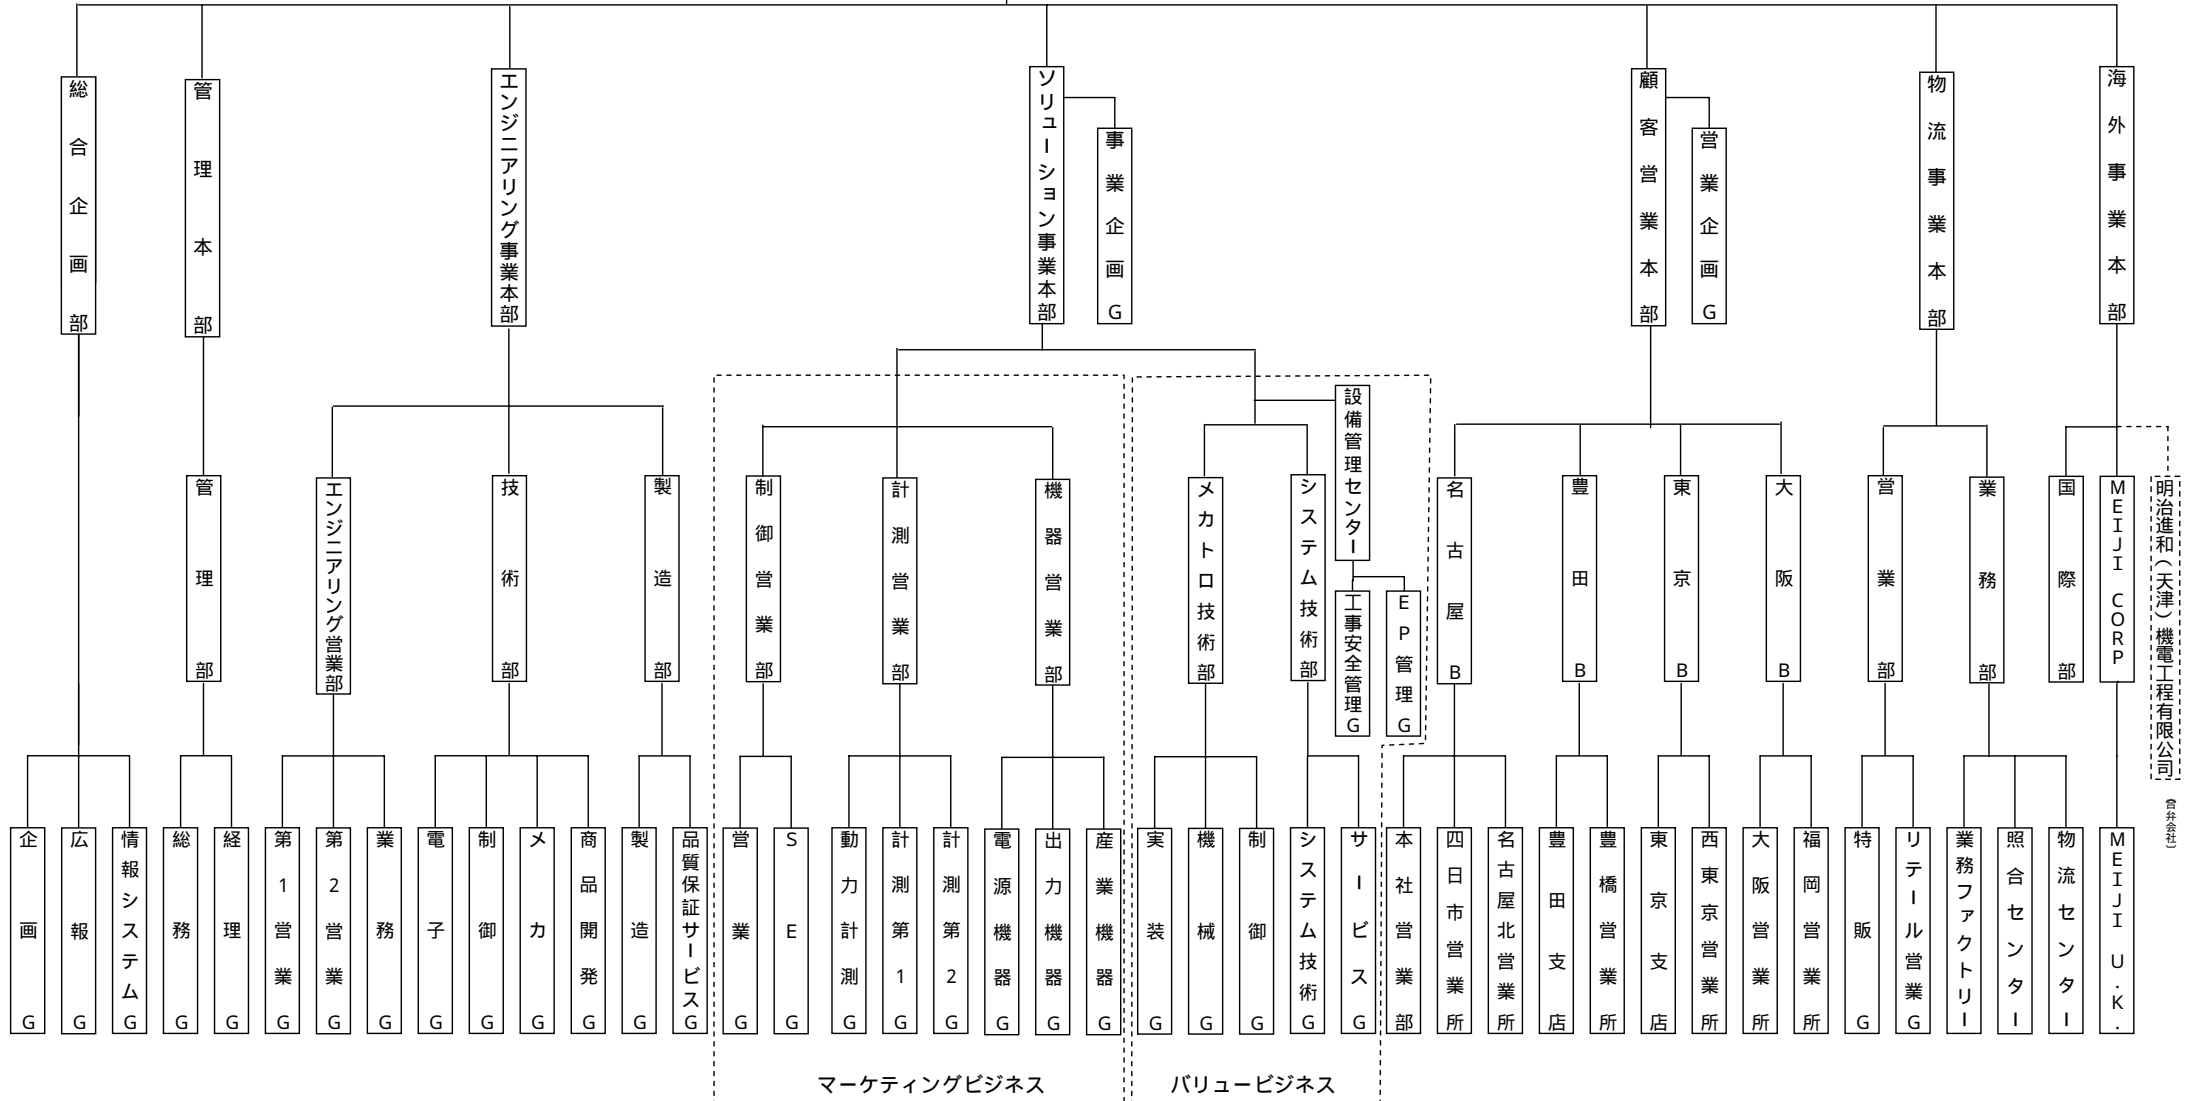 総合企画部
管理本部
エンジニアリング事業本部
ソリューション事業本部
事業企画G
顧客営業本部
営業企画G
物流事業本部
海外事業本部
管理部
エンジニアリング営業部
技術部
製造部
制御営業部
計測営業部
機器営業部
メカトロ技術部
システム技術部
設備管理センター
工事安全管理G
EP管理G
名古屋B
豊田B
東京B
大阪B
営業部
業務部
国際部
MEIJI CORP
明治進和(天津)機電工程有限公司
(合弁会社)
企画G
広報G
情報システムG
総務G
経理G
第1営業G
第2営業G
業務G
電子G
制御G
メカG
商品開発G
製造G
品質保証サービスG
営業G
SEG
動力計測G
計測第1G
計測第2G
電源機器G
出力機器G
産業機器G
実装G
機械G
制御G
システム技術G
サービスG
本社営業部
四日市営業所
名古屋北営業所
豊田支店
豊橋営業所
東京支店
西東京営業所
大阪営業所
福岡営業所
特販G
リテール営業G
業務ファクトリー
照合センター
物流センター
MEIJI U.K.
マーケティングビジネス
バリュービジネス